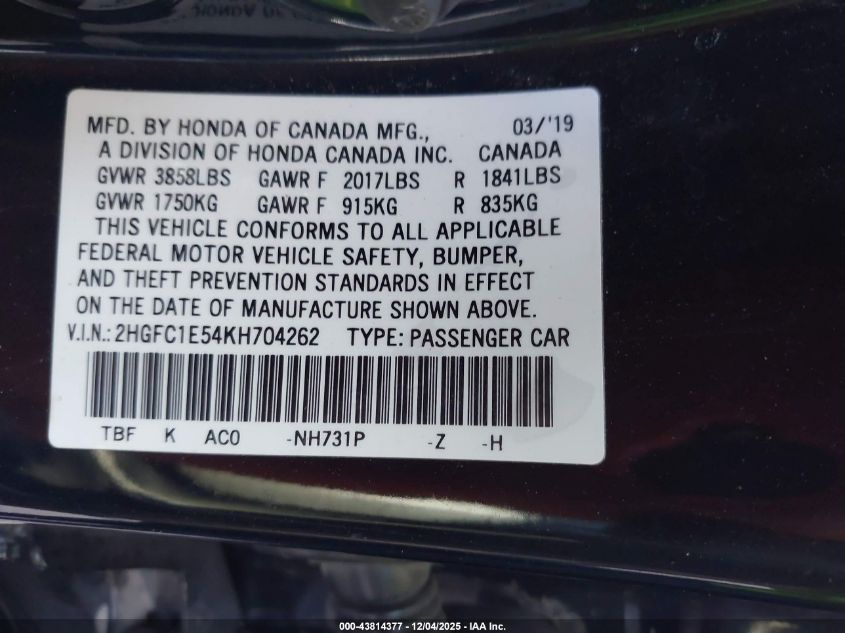 MFD. BY HONDA OF CANADA MFG., 03/'19
A DIVISION OF HONDA CANADA INC. CANADA
GVWR 3858LBS GAWR F 2017LBS R 1841LBS
GVWR 1750KG GAWR F 915KG R 835KG
THIS VEHICLE CONFORMS TO ALL APPLICABLE
FEDERAL MOTOR VEHICLE SAFETY, BUMPER,
AND THEFT PREVENTION STANDARDS IN EFFECT
ON THE DATE OF MANUFACTURE SHOWN ABOVE.
V.I.N.: 2HGFC1E54KH704262 TYPE: PASSENGER CAR
TBF K AC0 -NH731P -Z -H
000-43814377 - 12/04/2025 - IAA Inc.